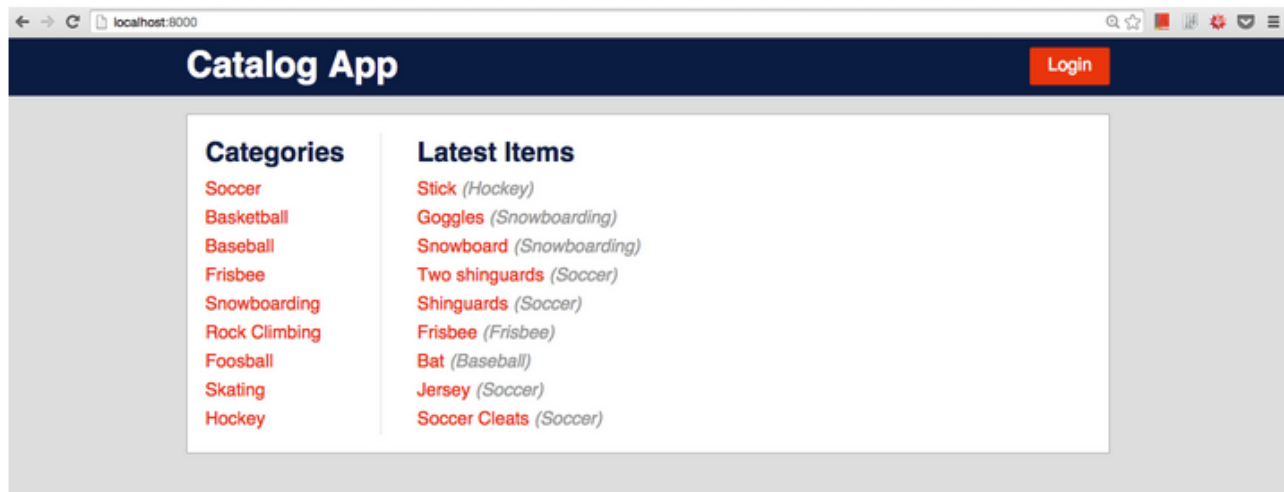 localhost:8000
Catalog App
Login
Categories
Soccer
Basketball
Baseball
Frisbee
Snowboarding
Rock Climbing
Foosball
Skating
Hockey
Latest Items
Stick (Hockey)
Goggles (Snowboarding)
Snowboard (Snowboarding)
Two shinguards (Soccer)
Shinguards (Soccer)
Frisbee (Frisbee)
Bat (Baseball)
Jersey (Soccer)
Soccer Cleats (Soccer)